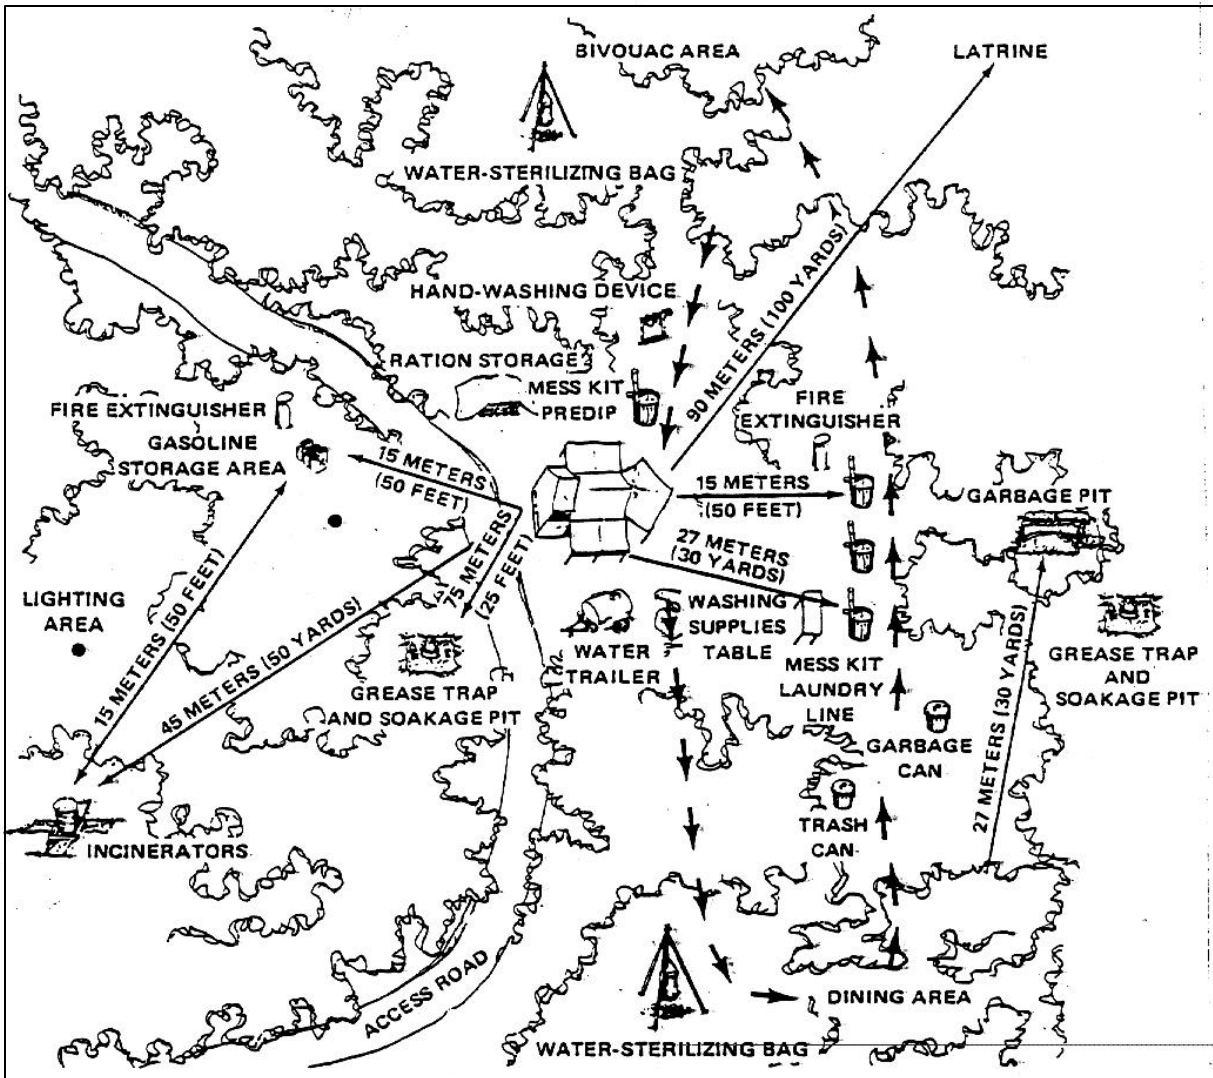 BIVOUAC AREA
LATRINE
WATER-STERILIZING BAG
HAND-WASHING DEVICE
RATION STORAGE
MESS KIT
PREDIP
90 METERS (100 YARDS)
FIRE
EXTINGUISHER
FIRE EXTINGUISHER
GASOLINE
STORAGE AREA
15 METERS
(50 FEET)
15 METERS
(50 FEET)
GARBAGE PIT
27 METERS
(30 YARDS)
75 METERS
(25 FEET)
15 METERS (50 FEET)
45 METERS (50 YARDS)
LIGHTING
AREA
GREASE TRAP
AND SOAKAGE PIT
WATER
TRAILER
WASHING
SUPPLIES
TABLE
MESS KIT
LAUNDRY
LINE
GARBAGE
CAN
27 METERS (30 YARDS)
GREASE TRAP
AND
SOAKAGE PIT
TRASH
CAN
INCINERATORS
ACCESS ROAD
DINING AREA
WATER-STERILIZING BAG